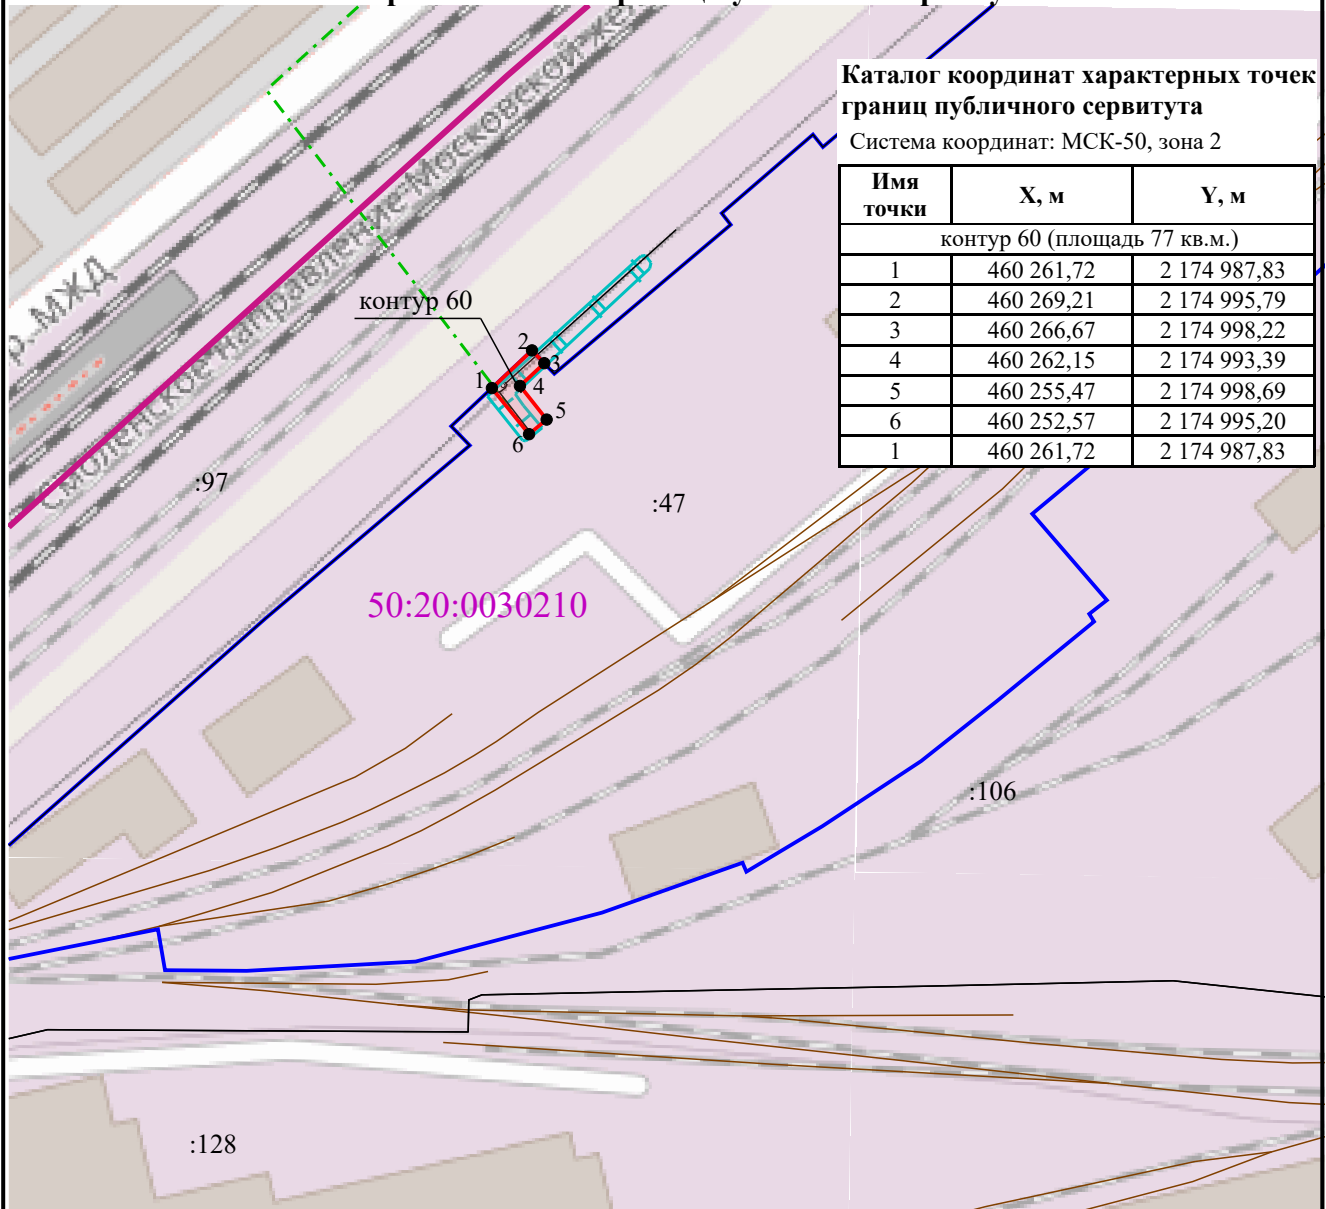 Каталог координат характерных точек
границ публичного сервитута
Система координат: МСК-50, зона 2
Имя точки X, м Y, м
контур 60 (площадь 77 кв.м.)
1 460 261,72 2 174 987,83
2 460 269,21 2 174 995,79
3 460 266,67 2 174 998,22
4 460 262,15 2 174 993,39
5 460 255,47 2 174 998,69
6 460 252,57 2 174 995,20
1 460 261,72 2 174 987,83
Смоленское направление Московской Же
р. МЖД
контур 60
1
2
3
4
5
6
:97
:47
50:20:0030210
:106
:128